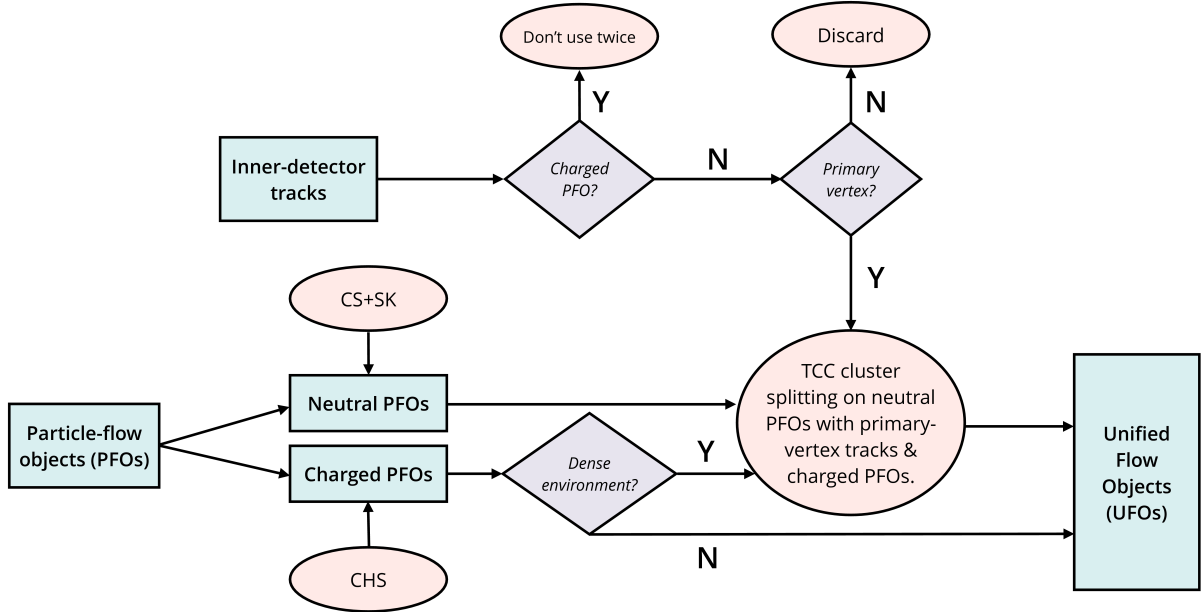 Don't use twice
Discard
Y
N
Inner-detector
tracks
Charged
PFO?
N
Primary
vertex?
Y
CS+SK
Neutral PFOs
Particle-flow
objects (PFOs)
Charged PFOs
CHS
Dense
environment?
Y
N
TCC cluster
splitting on neutral
PFOs with primary-
vertex tracks &
charged PFOs.
Unified
Flow
Objects
(UFOs)